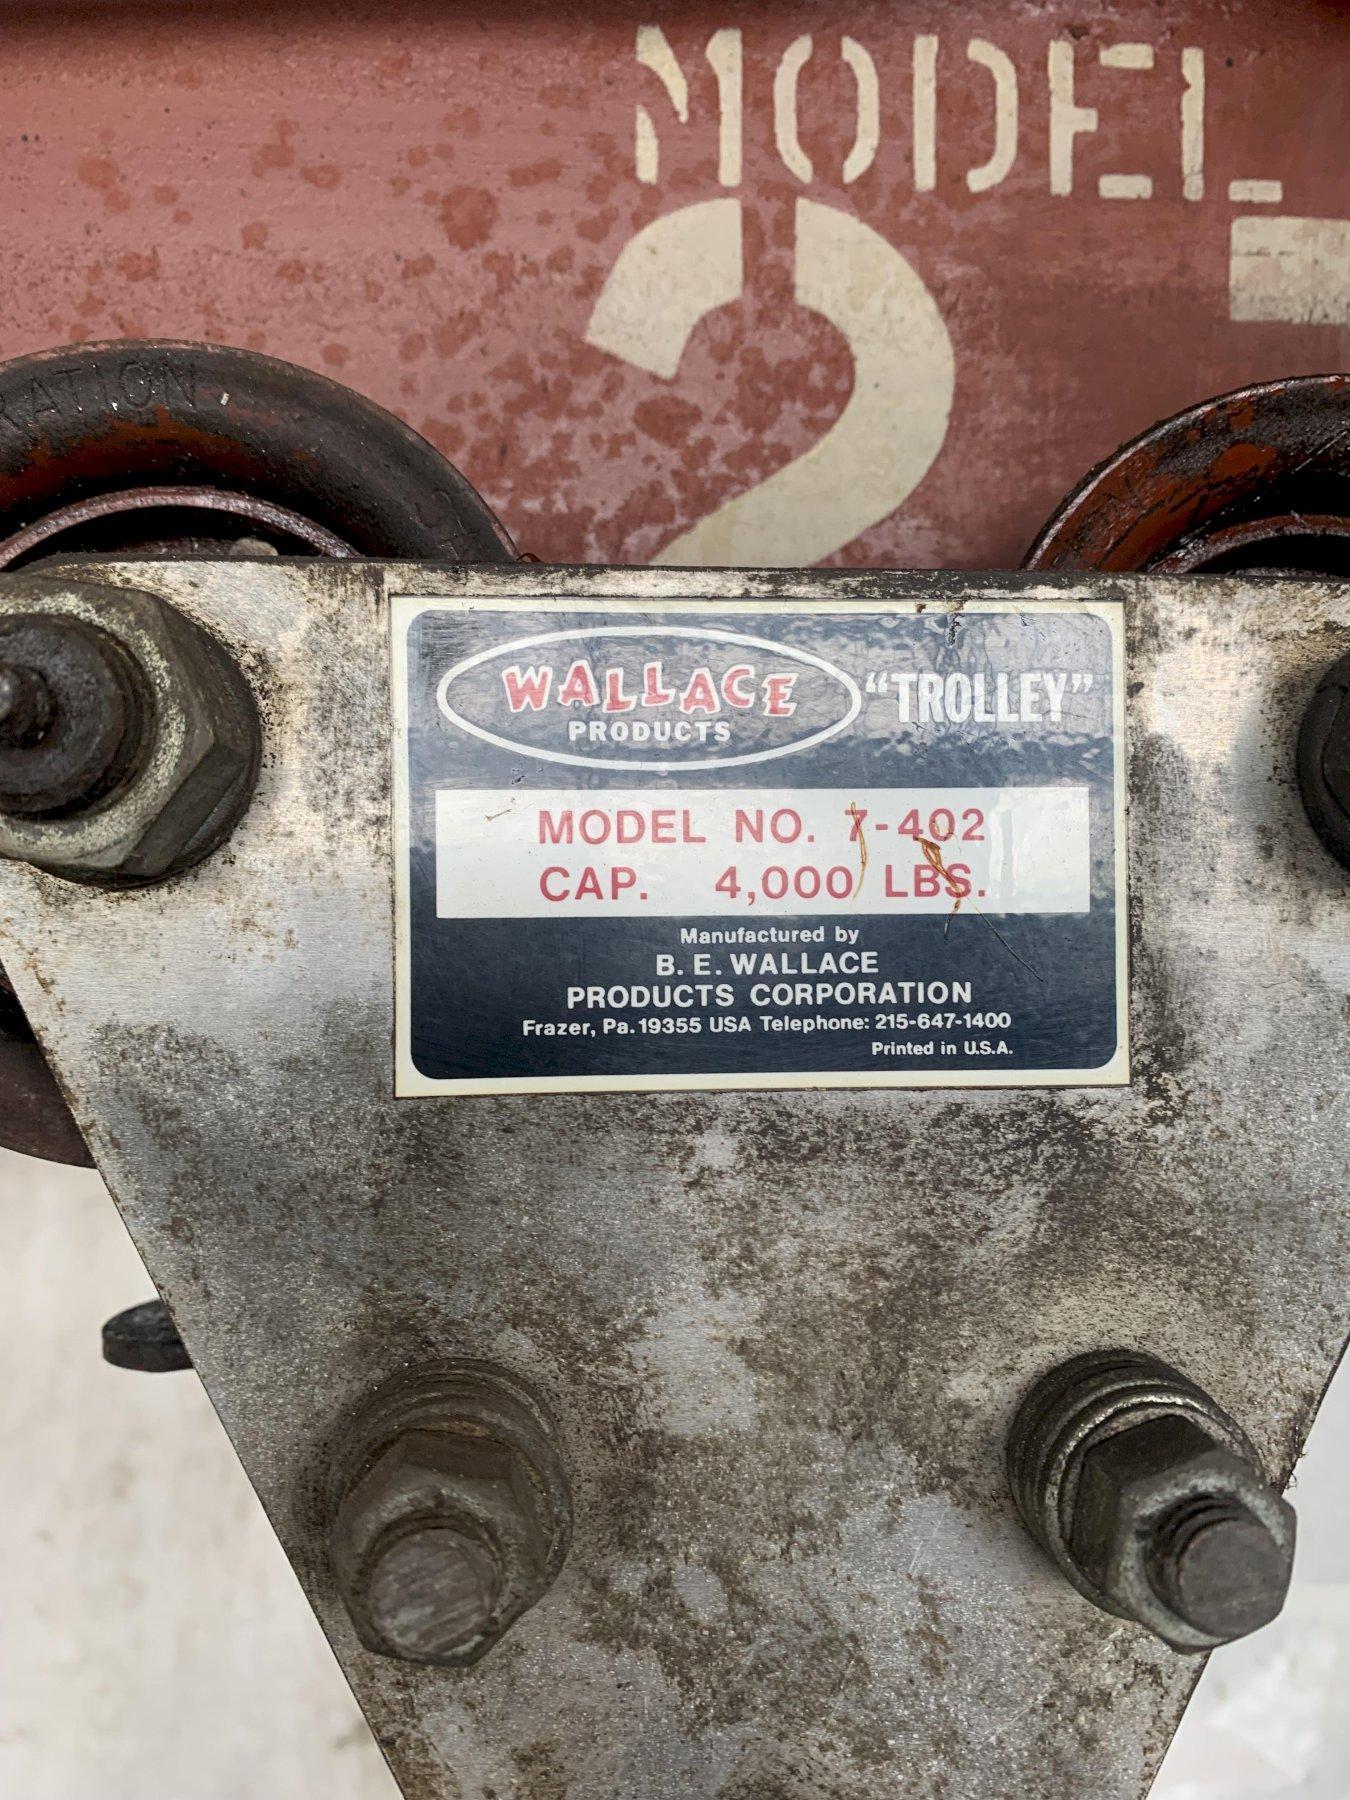 MODEL
2
RATION
WALLACE
PRODUCTS
"TROLLEY"
MODEL NO. 7-402
CAP. 4,000 LBS.
Manufactured by
B. E. WALLACE
PRODUCTS CORPORATION
Frazer, Pa. 19355 USA Telephone: 215-647-1400
Printed in U.S.A.